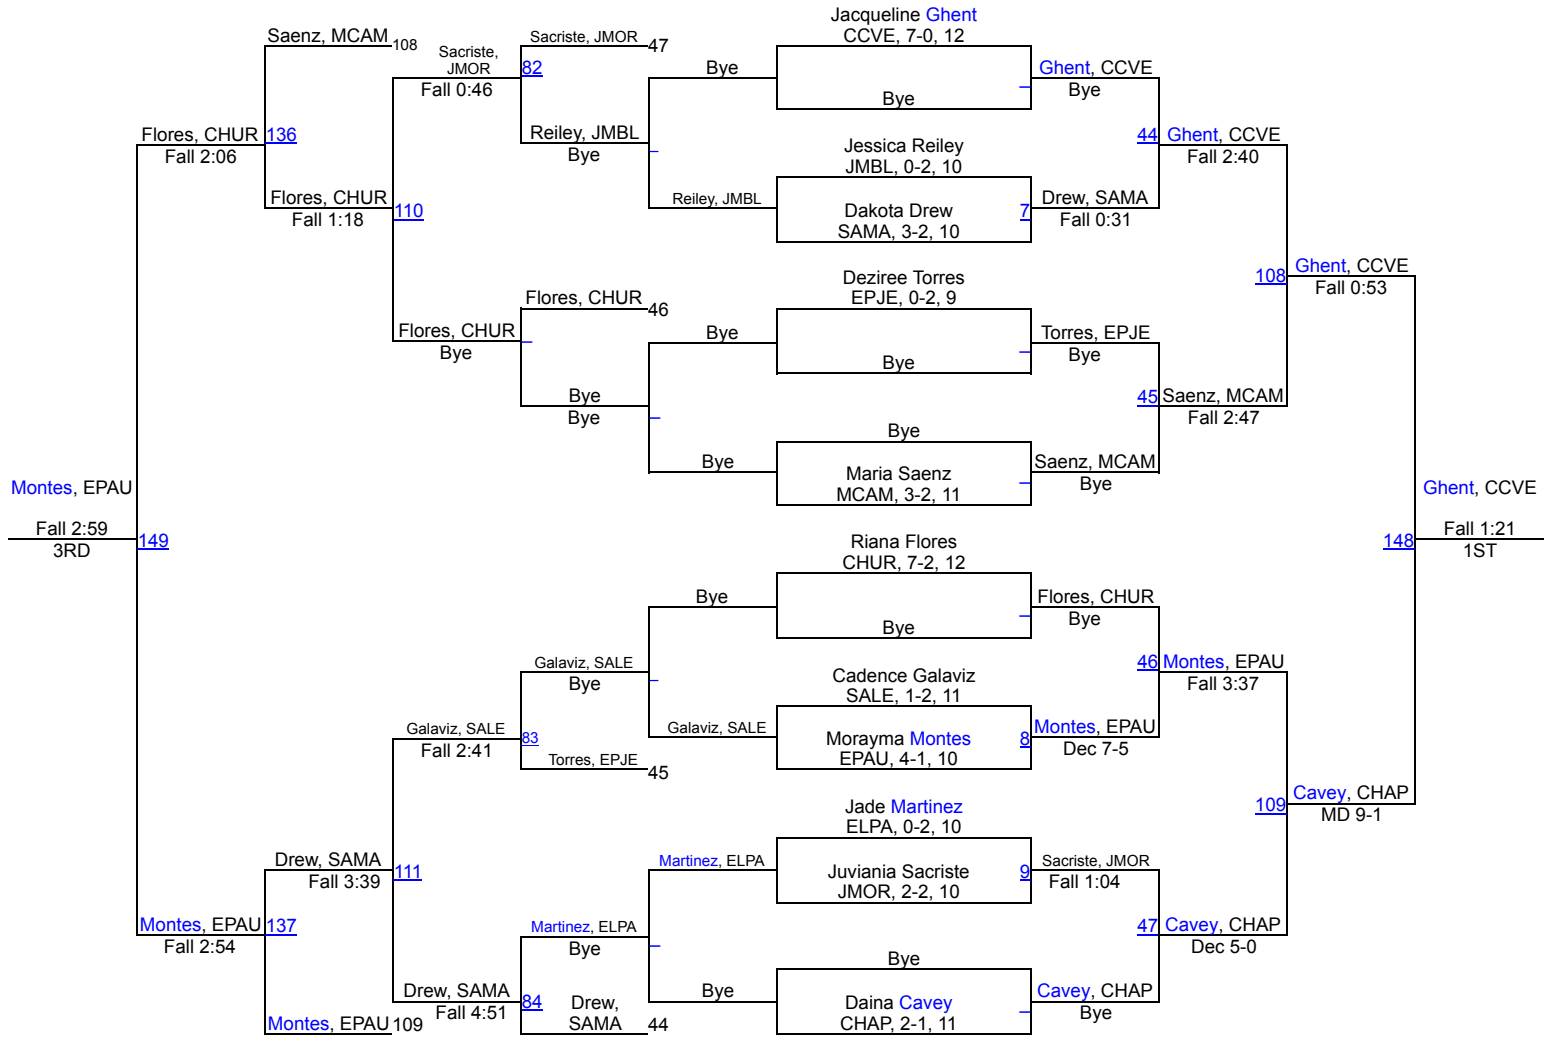 Jacqueline Ghent
CCVE, 7-0, 12
Saenz, MCAM 108
Sacriste,
JMOR
Fall 0:46
Sacriste, JMOR 47
82
Bye
Bye
Ghent, CCVE
Bye
Flores, CHUR
Fall 2:06
136
Reiley, JMBL
Bye
Jessica Reiley
JMBL, 0-2, 10
44
Ghent, CCVE
Fall 2:40
Flores, CHUR
Fall 1:18
110
Reiley, JMBL
Dakota Drew
SAMA, 3-2, 10
7
Drew, SAMA
Fall 0:31
Deziree Torres
EPJE, 0-2, 9
108
Ghent, CCVE
Fall 0:53
Flores, CHUR
46
Flores, CHUR
Bye
Bye
Bye
Torres, EPJE
Bye
Bye
Bye
45
Saenz, MCAM
Fall 2:47
Bye
Bye
Maria Saenz
MCAM, 3-2, 11
Saenz, MCAM
Bye
Montes, EPAU
Fall 2:59
3RD
149
Ghent, CCVE
148
Fall 1:21
1ST
Riana Flores
CHUR, 7-2, 12
Bye
Bye
Flores, CHUR
Bye
Galaviz, SALE
Bye
Cadence Galaviz
SALE, 1-2, 11
46
Montes, EPAU
Fall 3:37
Galaviz, SALE
Fall 2:41
83
Galaviz, SALE
Morayma Montes
EPAU, 4-1, 10
8
Montes, EPAU
Dec 7-5
Torres, EPJE
45
Jade Martinez
ELPA, 0-2, 10
109
Cavey, CHAP
MD 9-1
Drew, SAMA
Fall 3:39
111
Martinez, ELPA
Juviania Sacriste
JMOR, 2-2, 10
9
Sacriste, JMOR
Fall 1:04
Montes, EPAU
Fall 2:54
137
Martinez, ELPA
Bye
47
Cavey, CHAP
Dec 5-0
Bye
Drew, SAMA
Fall 4:51
84
Drew,
SAMA
44
Bye
Daina Cavey
CHAP, 2-1, 11
Cavey, CHAP
Bye
Montes, EPAU 109